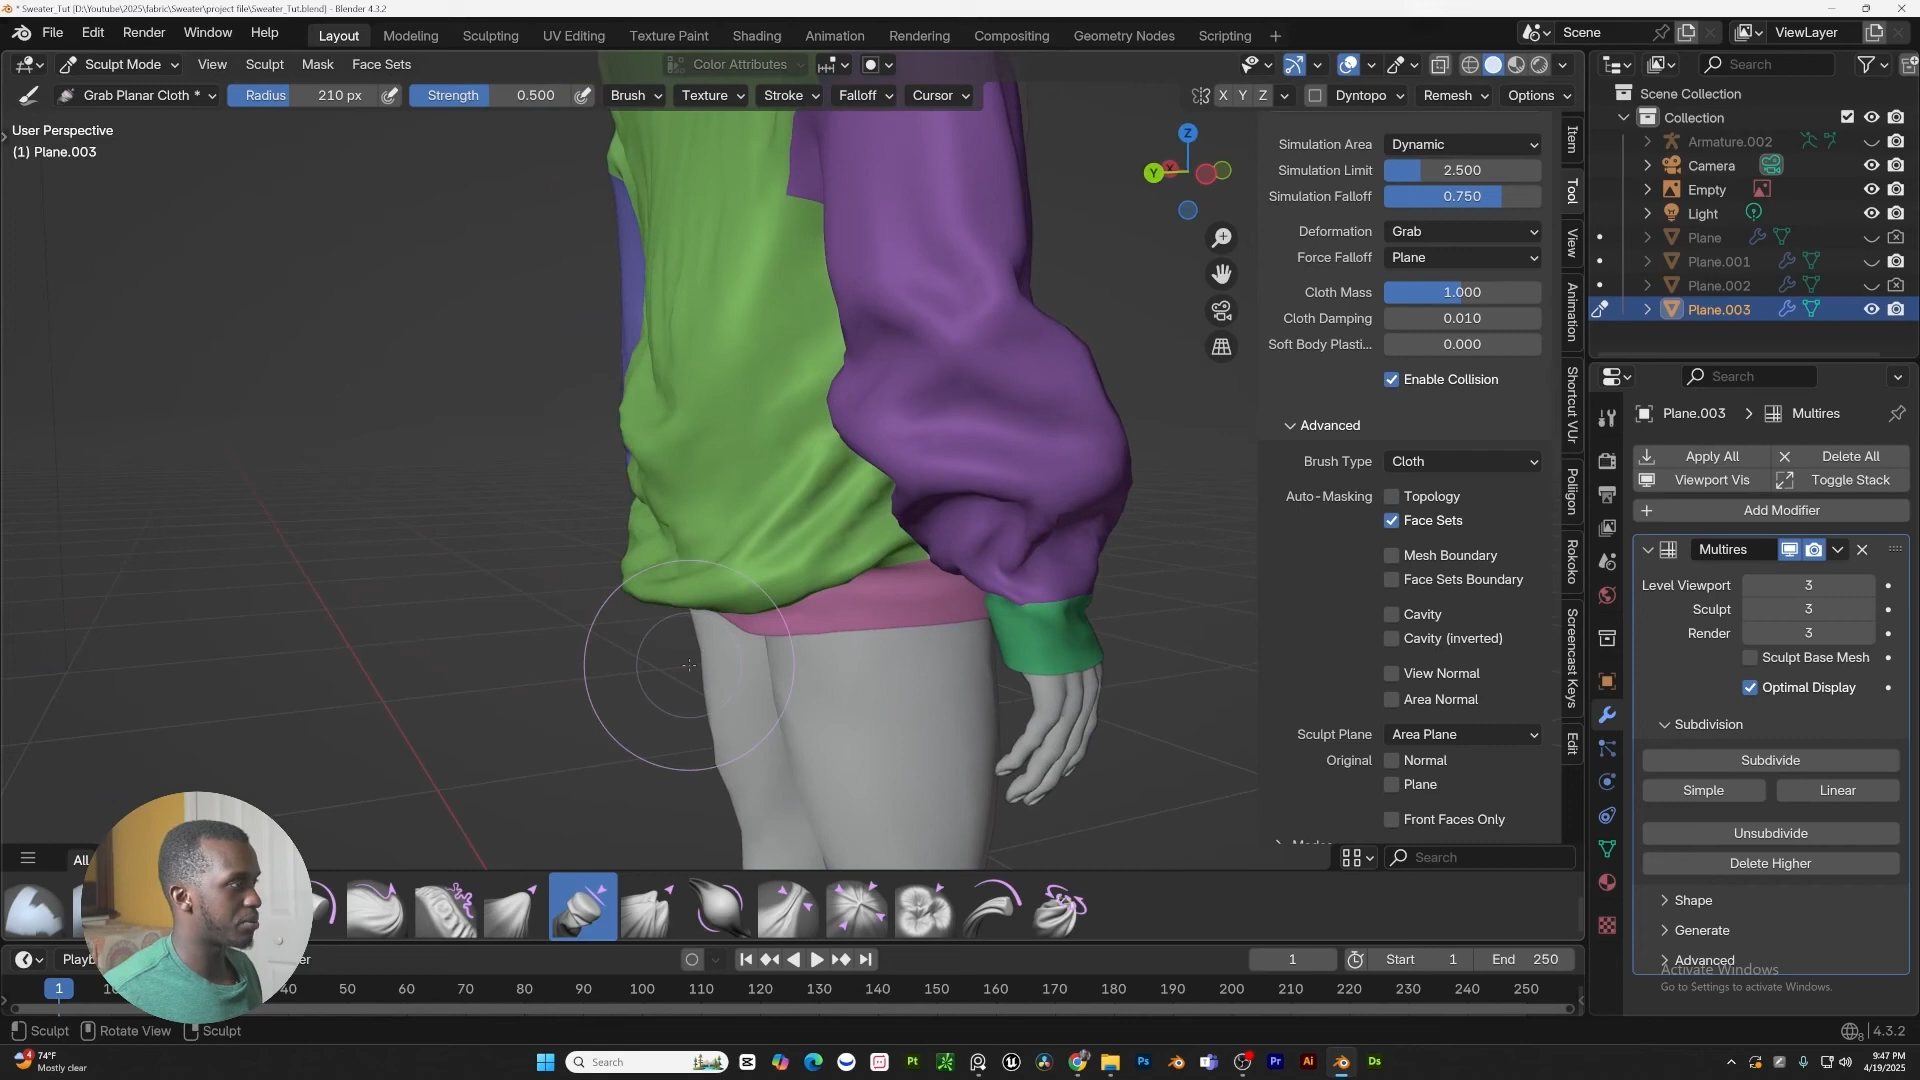 * Sweater_Tut [D:\Youtube\2025\fabric\Sweater\project file\Sweater_Tut.blend] - Blender 4.3.2
File Edit Render Window Help
Layout Modeling Sculpting UV Editing Texture Paint Shading Animation Rendering Compositing Geometry Nodes Scripting
Scene ViewLayer
Sculpt Mode View Sculpt Mask Face Sets
Color Attributes
Grab Planar Cloth * Radius 210 px Strength 0.500 Brush Texture Stroke Falloff Cursor
X Y Z Dyntopo Remesh Options
User Perspective
(1) Plane.003
Z
Y
X
Simulation Area Dynamic
Simulation Limit 2.500
Simulation Falloff 0.750
Deformation Grab
Force Falloff Plane
Cloth Mass 1.000
Cloth Damping 0.010
Soft Body Plasti... 0.000
Enable Collision
Advanced
Brush Type Cloth
Auto-Masking Topology
Face Sets
Mesh Boundary
Face Sets Boundary
Cavity
Cavity (inverted)
View Normal
Area Normal
Sculpt Plane Area Plane
Original Normal
Plane
Front Faces Only
Item
Tool
View
Animation
Shortcut VUr
Poliigon
Rokoko
Screencast Keys
Edit
Search
Scene Collection
Collection
Armature.002
Camera
Empty
Light
Plane
Plane.001
Plane.002
Plane.003
Search
Plane.003 > Multires
Apply All Delete All
Viewport Vis Toggle Stack
Add Modifier
Multires
Level Viewport 3
Sculpt 3
Render 3
Sculpt Base Mesh
Optimal Display
Subdivision
Subdivide
Simple Linear
Unsubdivide
Delete Higher
Shape
Generate
Advanced
Activate Windows
Go to Settings to activate Windows.
All
Search
1 Start 1 End 250
1 40 50 60 70 80 90 100 110 120 130 140 150 160 170 180 190 200 210 220 230 240 250
Sculpt Rotate View Sculpt
4.3.2
74°F
Mostly clear
Search
9:47 PM
4/19/2025